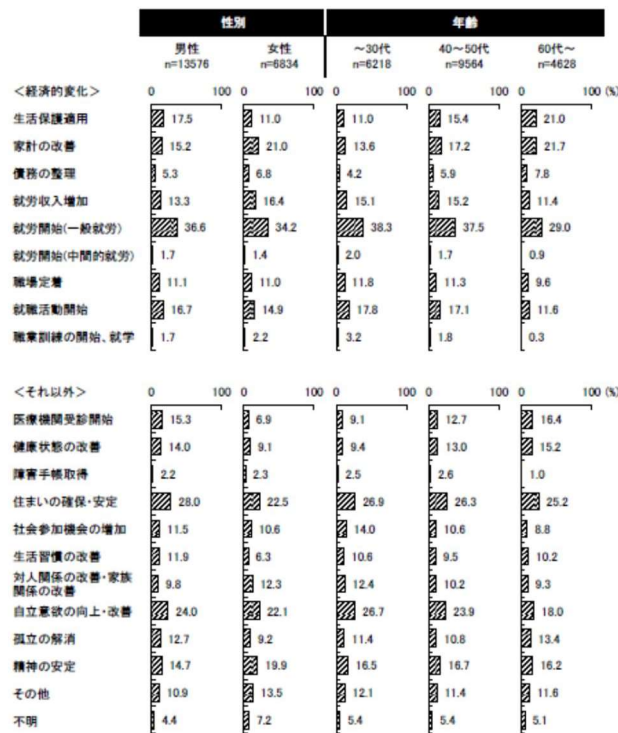 性別 年齢
男性 女性 ～30代 40～50代 60代～
n=13576 n=6834 n=6218 n=9564 n=4628
＜経済的変化＞ 0 100 0 100 0 100 0 100 0 100 (%)
生活保護適用 17.5 11.0 11.0 15.4 21.0
家計の改善 15.2 21.0 13.6 17.2 21.7
債務の整理 5.3 6.8 4.2 5.9 7.8
就労収入増加 13.3 16.4 15.1 15.2 11.4
就労開始(一般就労) 36.6 34.2 38.3 37.5 29.0
就労開始(中間的就労) 1.7 1.4 2.0 1.7 0.9
職場定着 11.1 11.0 11.8 11.3 9.6
就職活動開始 16.7 14.9 17.8 17.1 11.6
職業訓練の開始、就学 1.7 2.2 3.2 1.8 0.3
＜それ以外＞ 0 100 0 100 0 100 0 100 0 100 (%)
医療機関受診開始 15.3 6.9 9.1 12.7 16.4
健康状態の改善 14.0 9.1 9.4 13.0 15.2
障害手帳取得 2.2 2.3 2.5 2.6 1.0
住まいの確保・安定 28.0 22.5 26.9 26.3 25.2
社会参加機会の増加 11.5 10.6 14.0 10.6 8.8
生活習慣の改善 11.9 6.3 10.6 9.5 10.2
対人関係の改善・家族
関係の改善 9.8 12.3 12.4 10.2 9.3
自立意欲の向上・改善 24.0 22.1 26.7 23.9 18.0
孤立の解消 12.7 9.2 11.4 10.8 13.4
精神の安定 14.7 19.9 16.5 16.7 16.2
その他 10.9 13.5 12.1 11.4 11.6
不明 4.4 7.2 5.4 5.4 5.1